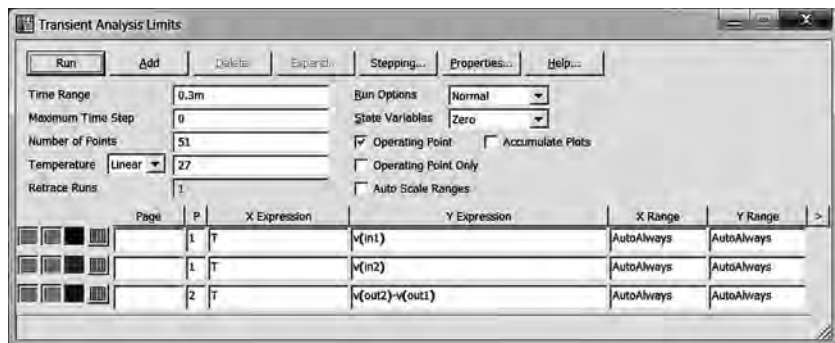 Transient Analysis Limits
Run Add Delete Expand... Stepping... Properties... Help...
Time Range 0.3m Run Options Normal
Maximum Time Step 0 State Variables Zero
Number of Points 51 Operating Point Accumulate Plots
Temperature Linear 27 Operating Point Only
Retrace Runs 1 Auto Scale Ranges
Page P X Expression Y Expression X Range Y Range >
1 T v(in1) AutoAlways AutoAlways
1 T v(in2) AutoAlways AutoAlways
2 T v(out2)-v(out1) AutoAlways AutoAlways